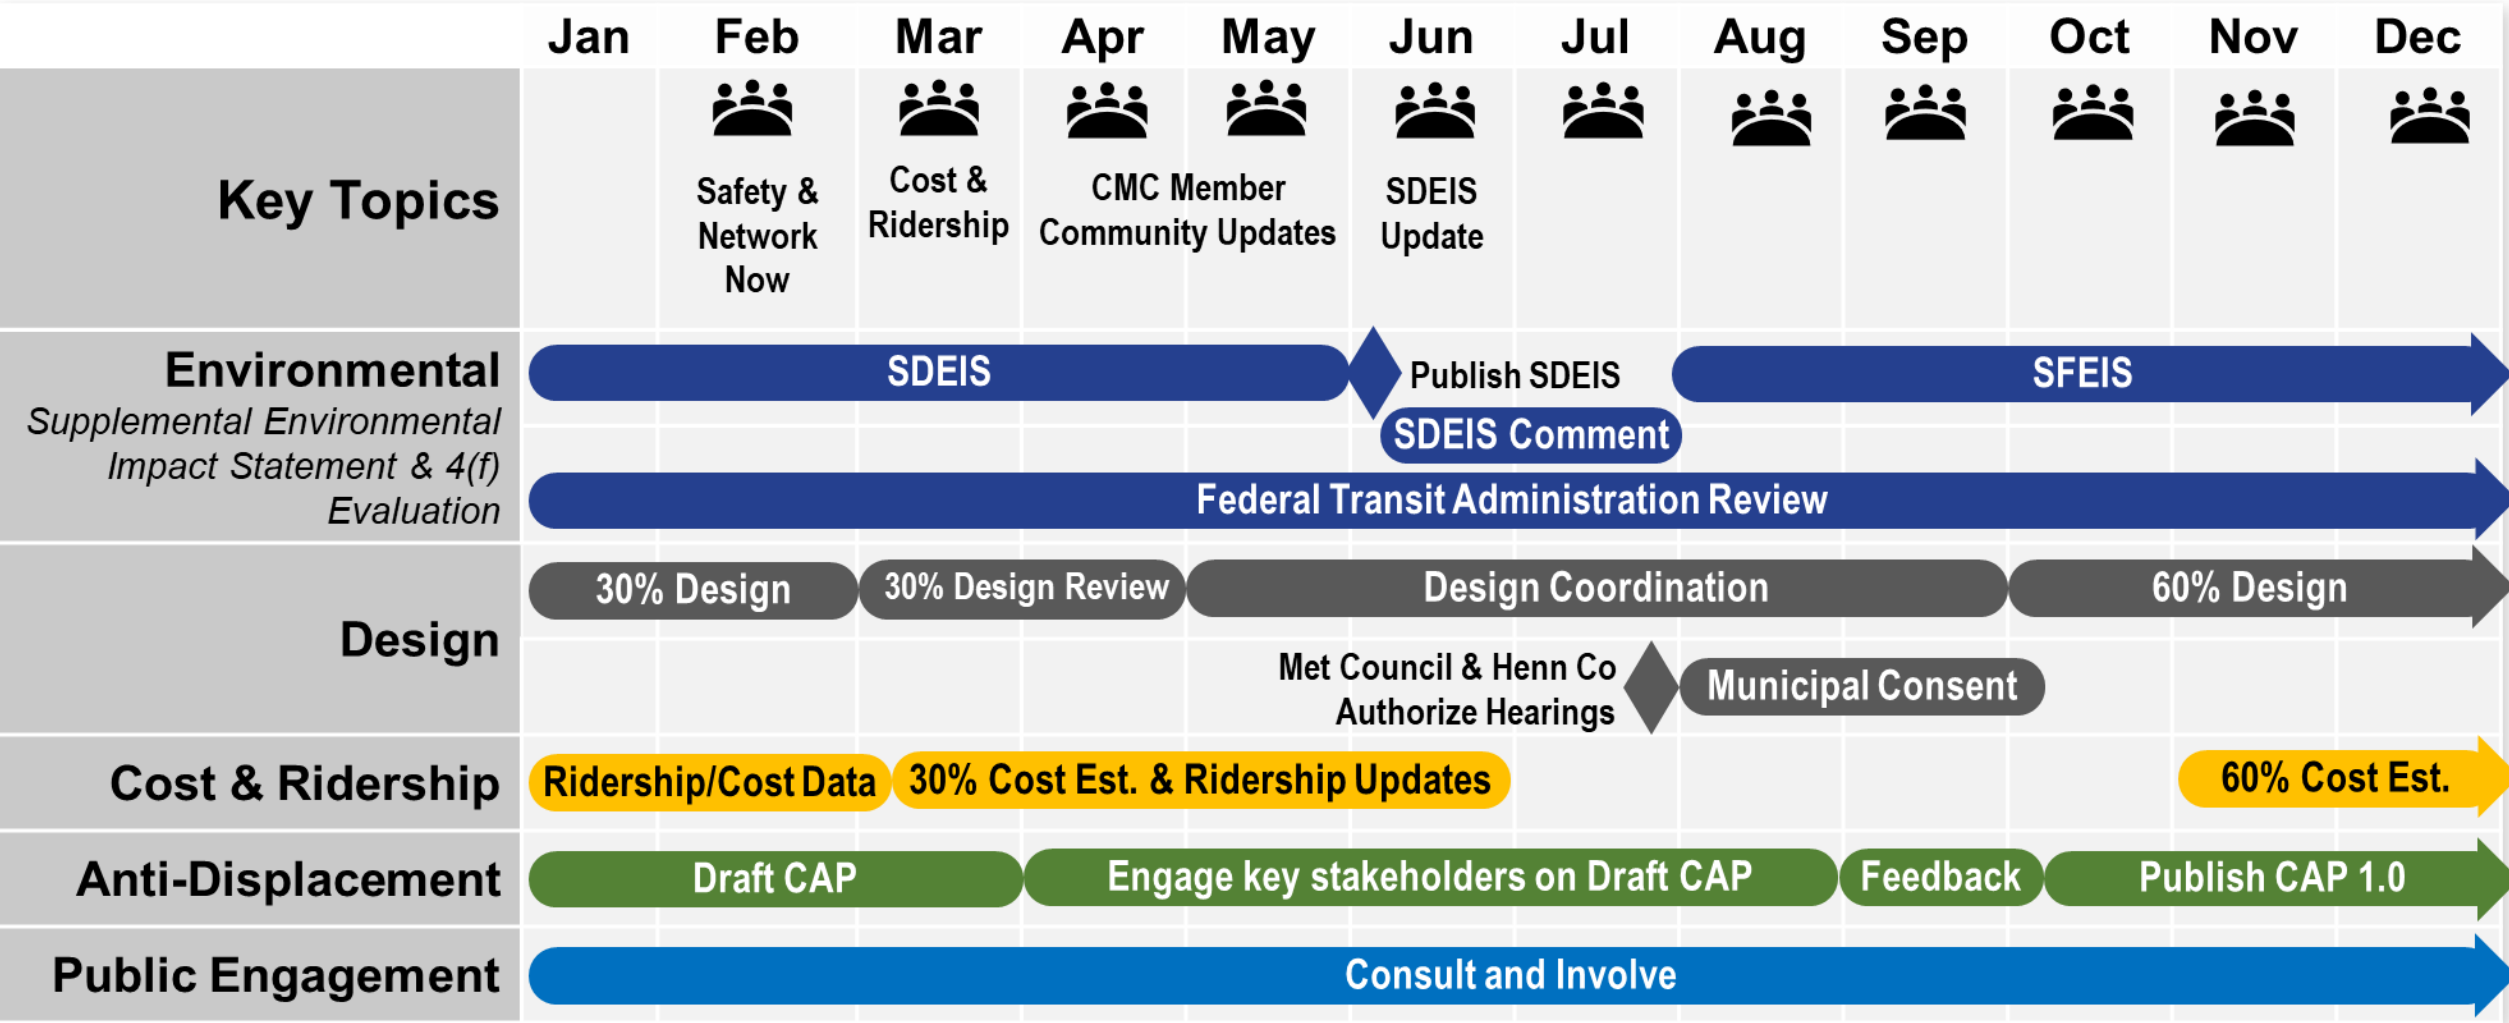 Jan Feb Mar Apr May Jun Jul Aug Sep Oct Nov Dec
Key Topics
Safety &
Network
Now
Cost &
Ridership
CMC Member
Community Updates
SDEIS
Update
Environmental
Supplemental Environmental
Impact Statement & 4(f)
Evaluation
SDEIS
Publish SDEIS
SFEIS
SDEIS Comment
Federal Transit Administration Review
Design
30% Design
30% Design Review
Design Coordination
60% Design
Met Council & Henn Co
Authorize Hearings
Municipal Consent
Cost & Ridership
Ridership/Cost Data
30% Cost Est. & Ridership Updates
60% Cost Est.
Anti-Displacement
Draft CAP
Engage key stakeholders on Draft CAP
Feedback
Publish CAP 1.0
Public Engagement
Consult and Involve